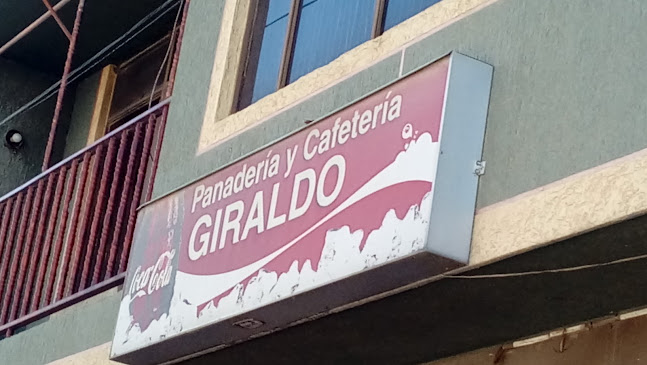 Panadería y Cafetería
GIRALDO
Coca-Cola